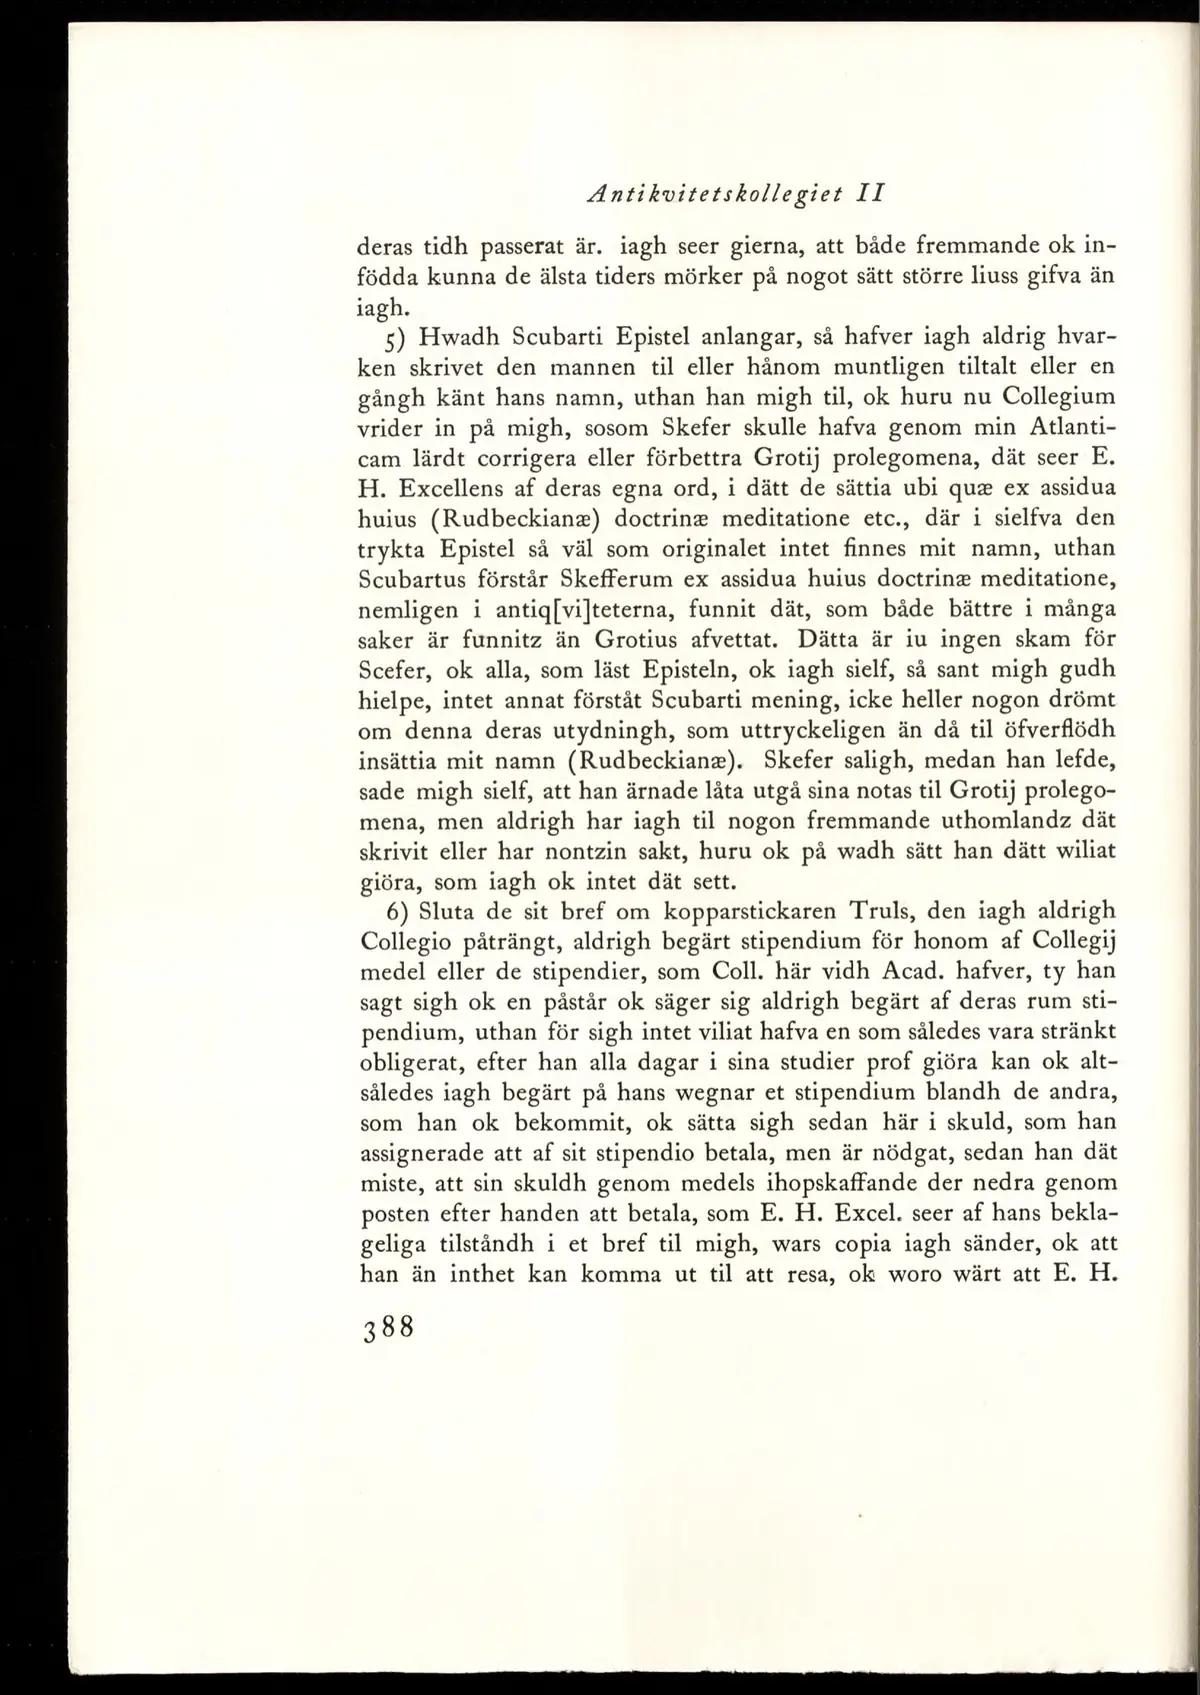 Antikvitetskollegiet II
deras tidh passerat är. iagh seer gierna, att både fremmande ok in-
födda kunna de älsta tiders mörker på nogot sätt större liuss gifva än
iagh.
5) Hwadh Scubarti Epistel anlangar, så hafver iagh aldrig hvar-
ken skrivet den mannen til eller hånom muntligen tiltalt eller en
gångh känt hans namn, uthan han migh til, ok huru nu Collegium
vrider in på migh, sosom Skefer skulle hafva genom min Atlanti-
cam lärdt corrigera eller förbettra Grotij prolegomena, dät seer E.
H. Excellens af deras egna ord, i dätt de sättia ubi quæ ex assidua
huius (Rudbeckianæ) doctrinæ meditatione etc., där i sielfva den
trykta Epistel så väl som originalet intet finnes mit namn, uthan
Scubartus förstår Skefferum ex assidua huius doctrinæ meditatione,
nemligen i antiq[vi]teterna, funnit dät, som både bättre i många
saker är funnitz än Grotius afvettat. Dätta är iu ingen skam för
Scefer, ok alla, som läst Episteln, ok iagh sielf, så sant migh gudh
hielpe, intet annat förståt Scubarti mening, icke heller nogon drömt
om denna deras utydningh, som uttryckeligen än då til öfverflödh
insättia mit namn (Rudbeckianæ). Skefer saligh, medan han lefde,
sade migh sielf, att han ärnade låta utgå sina notas til Grotij prolego-
mena, men aldrigh har iagh til nogon fremmande uthomlandz dät
skrivit eller har nontzin sakt, huru ok på wadh sätt han dätt wiliat
giöra, som iagh ok intet dät sett.
6) Sluta de sit bref om kopparstickaren Truls, den iagh aldrigh
Collegio påträngt, aldrigh begärt stipendium för honom af Collegij
medel eller de stipendier, som Coll. här vidh Acad. hafver, ty han
sagt sigh ok en påstår ok säger sig aldrigh begärt af deras rum sti-
pendium, uthan för sigh intet viliat hafva en som således vara stränkt
obligerat, efter han alla dagar i sina studier prof giöra kan ok alt-
således iagh begärt på hans wegnar et stipendium blandh de andra,
som han ok bekommit, ok sätta sigh sedan här i skuld, som han
assignerade att af sit stipendio betala, men är nödgat, sedan han dät
miste, att sin skuldh genom medels ihopskaffande der nedra genom
posten efter handen att betala, som E. H. Excel. seer af hans bekla-
geliga tilståndh i et bref til migh, wars copia iagh sänder, ok att
han än inthet kan komma ut til att resa, ok woro wärt att E. H.
388